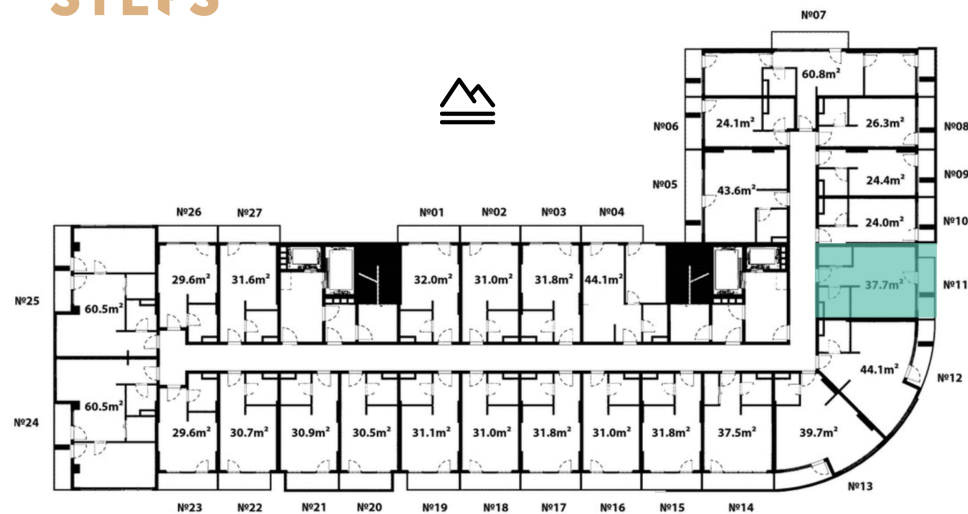 STEPS
№07
60.8m²
№06
24.1m²
26.3m²
№08
№05
43.6m²
24.4m²
№09
24.0m²
№10
№26
№27
№01
№02
№03
№04
29.6m²
31.6m²
32.0m²
31.0m²
31.8m²
44.1m²
37.7m²
№11
№25
60.5m²
44.1m²
№12
№24
60.5m²
29.6m²
30.7m²
30.9m²
30.5m²
31.1m²
31.0m²
31.8m²
31.0m²
31.8m²
37.5m²
39.7m²
№13
№23
№22
№21
№20
№19
№18
№17
№16
№15
№14